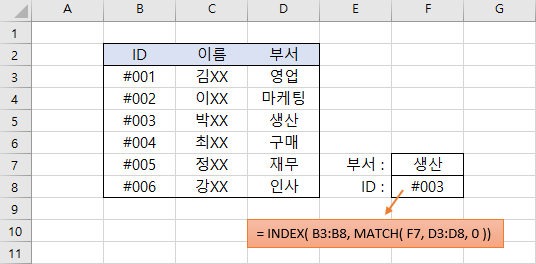 A B C D E F G
1
2 ID 이름 부서
3 #001 김XX 영업
4 #002 이XX 마케팅
5 #003 박XX 생산
6 #004 최XX 구매
7 #005 정XX 재무 부서 : 생산
8 #006 강XX 인사 ID : #003
9
10 = INDEX( B3:B8, MATCH( F7, D3:D8, 0 ))
11